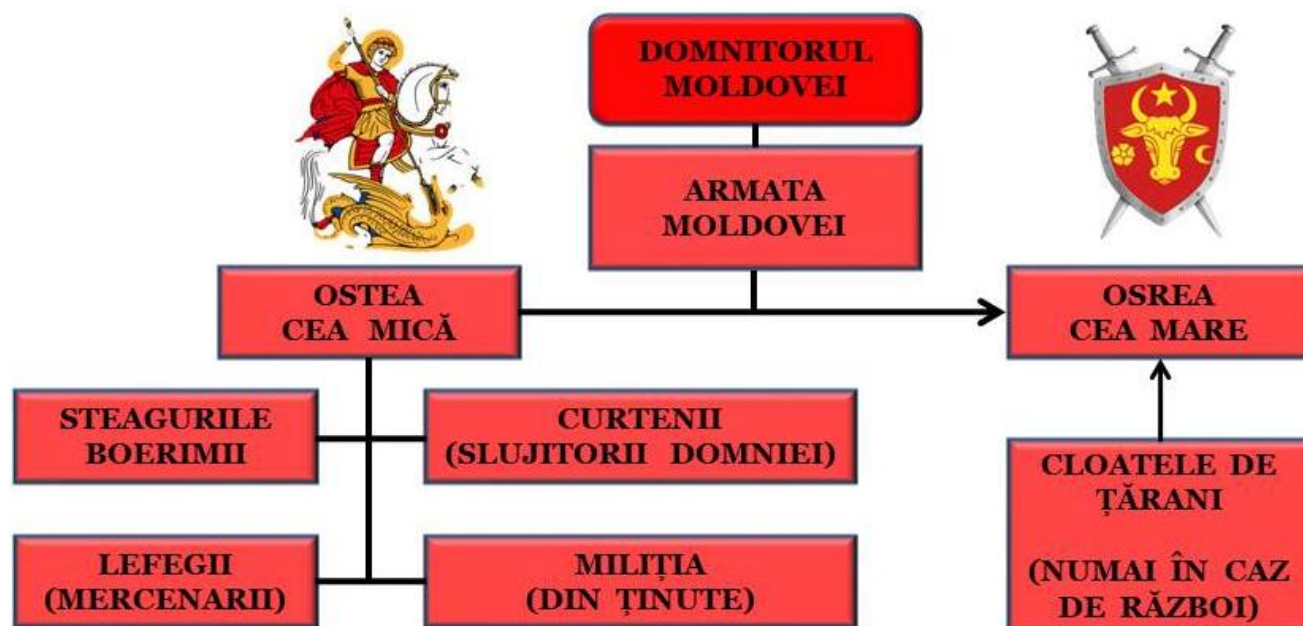 DOMNITORUL
MOLDOVEI
ARMATA
MOLDOVEI
OSTEA
CEA MICĂ
OSREA
CEA MARE
STEAGURILE
BOERIMII
CURTENII
(SLUJITORII DOMNIEI)
LEFEGII
(MERCENARII)
MILIȚIA
(DIN ȚINUTE)
CLOATELE DE
ȚĂRANI
(NUMAI ÎN CAZ
DE RĂZBOI)